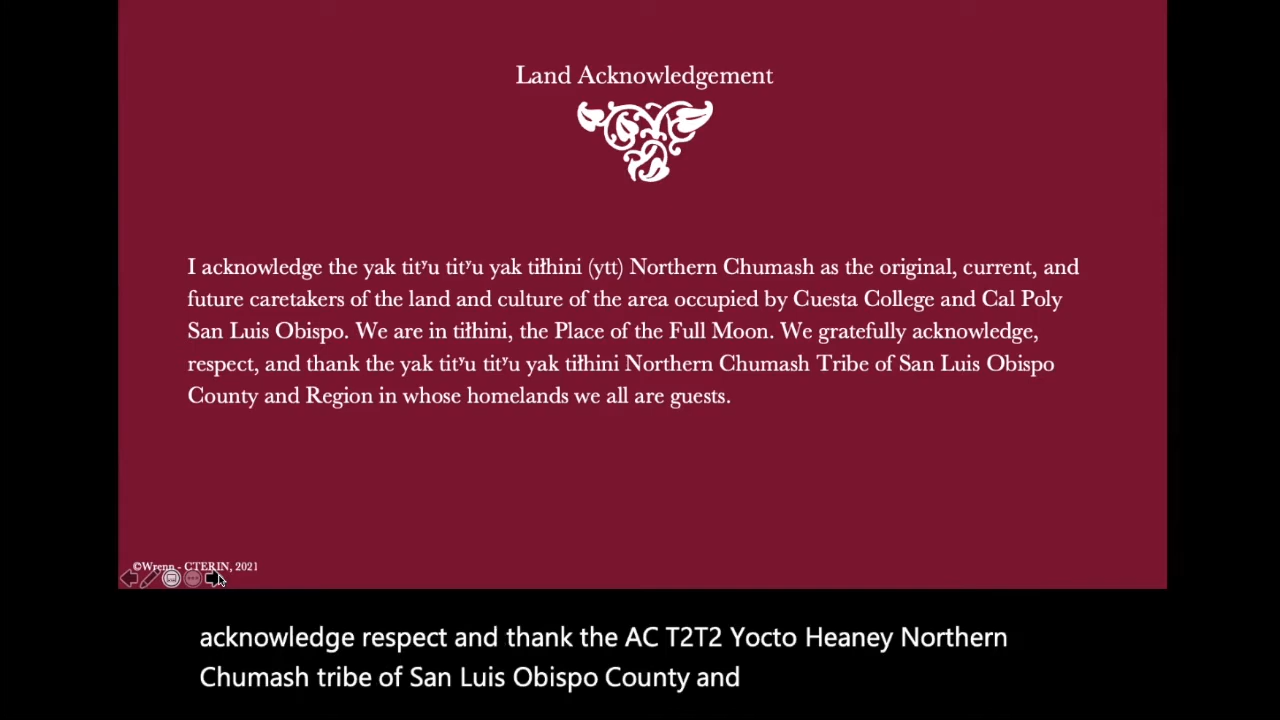 Land Acknowledgement
I acknowledge the yak titʸu titʸu yak tiłhini (ytt) Northern Chumash as the original, current, and
future caretakers of the land and culture of the area occupied by Cuesta College and Cal Poly
San Luis Obispo. We are in tiłhini, the Place of the Full Moon. We gratefully acknowledge,
respect, and thank the yak titʸu titʸu yak tiłhini Northern Chumash Tribe of San Luis Obispo
County and Region in whose homelands we all are guests.
©Wrenn - CTERIN, 2021
acknowledge respect and thank the AC T2T2 Yocto Heaney Northern
Chumash tribe of San Luis Obispo County and